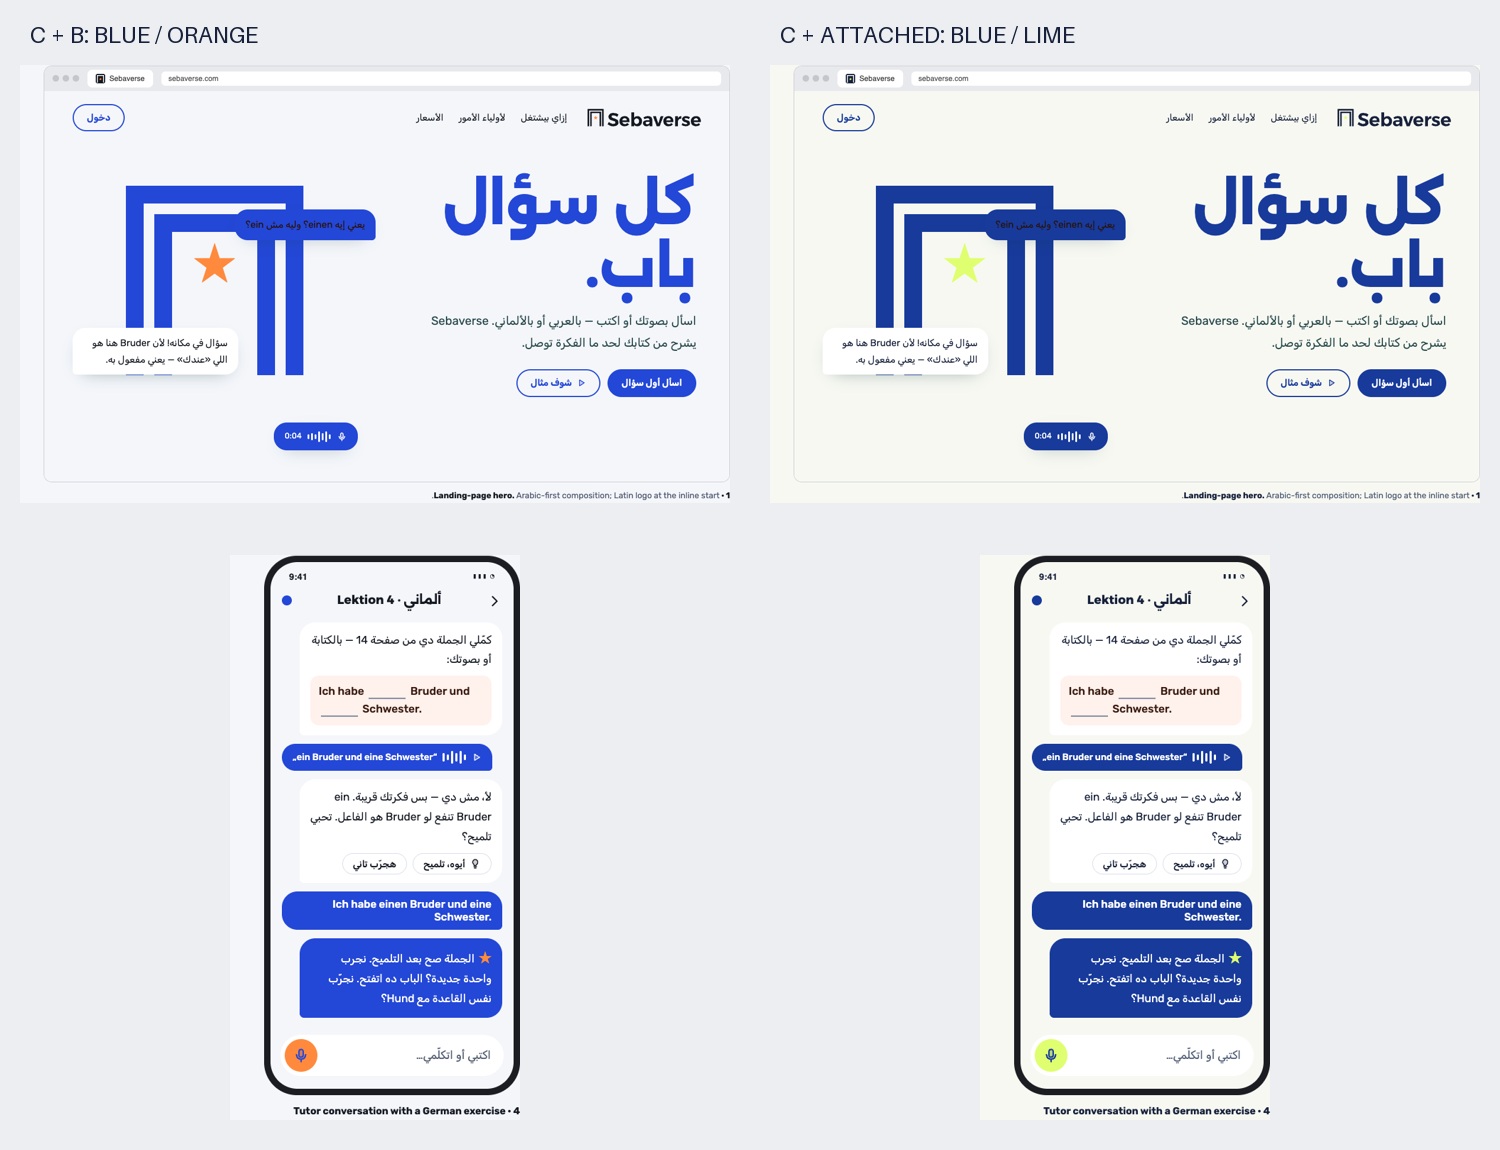 C + B: BLUE / ORANGE
Sebaverse
sebaverse.com
Sebaverse
إزاي بيشتغل
لأولياء الأمور
الأسعار
دخول
كل سؤال
باب.
اسأل بصوتك أو اكتب — بالعربي أو بالألماني. Sebaverse
يشرح من كتابك لحد ما الفكرة توصل.
اسأل أول سؤال
شوف مثال
يعني إيه einen؟ وليه مش ein؟
سؤال في مكانه! لأن Bruder هنا هو
اللي «عندك» — يعني مفعول به.
0:04
1 • Landing-page hero. Arabic-first composition; Latin logo at the inline start.
9:41
ألماني · Lektion 4
كمّلي الجملة دي من صفحة 14 — بالكتابة
أو بصوتك:
Ich habe ______ Bruder und
______ Schwester.
„ein Bruder und eine Schwester“
لأ، مش دي — بس فكرتك قريبة. ein
Bruder تنفع لو Bruder هو الفاعل. تحبي
تلميح؟
أيوه، تلميح
هجرّب تاني
Ich habe einen Bruder und eine
Schwester.
الجملة صح بعد التلميح. نجرب
واحدة جديدة؟ الباب ده اتفتح. نجرّب
نفس القاعدة مع Hund؟
اكتبي أو اتكلّمي…
4 • Tutor conversation with a German exercise
C + ATTACHED: BLUE / LIME
Sebaverse
sebaverse.com
Sebaverse
إزاي بيشتغل
لأولياء الأمور
الأسعار
دخول
كل سؤال
باب.
اسأل بصوتك أو اكتب — بالعربي أو بالألماني. Sebaverse
يشرح من كتابك لحد ما الفكرة توصل.
اسأل أول سؤال
شوف مثال
يعني إيه einen؟ وليه مش ein؟
سؤال في مكانه! لأن Bruder هنا هو
اللي «عندك» — يعني مفعول به.
0:04
1 • Landing-page hero. Arabic-first composition; Latin logo at the inline start.
9:41
ألماني · Lektion 4
كمّلي الجملة دي من صفحة 14 — بالكتابة
أو بصوتك:
Ich habe ______ Bruder und
______ Schwester.
„ein Bruder und eine Schwester“
لأ، مش دي — بس فكرتك قريبة. ein
Bruder تنفع لو Bruder هو الفاعل. تحبي
تلميح؟
أيوه، تلميح
هجرّب تاني
Ich habe einen Bruder und eine
Schwester.
الجملة صح بعد التلميح. نجرب
واحدة جديدة؟ الباب ده اتفتح. نجرّب
نفس القاعدة مع Hund؟
اكتبي أو اتكلّمي…
4 • Tutor conversation with a German exercise